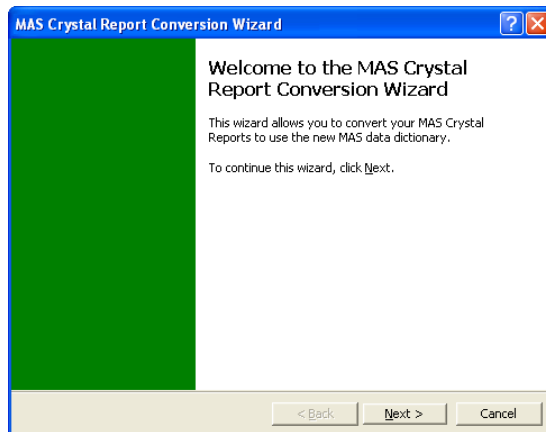 MAS Crystal Report Conversion Wizard
Welcome to the MAS Crystal
Report Conversion Wizard
This wizard allows you to convert your MAS Crystal
Reports to use the new MAS data dictionary.
To continue this wizard, click Next.
< Back Next > Cancel